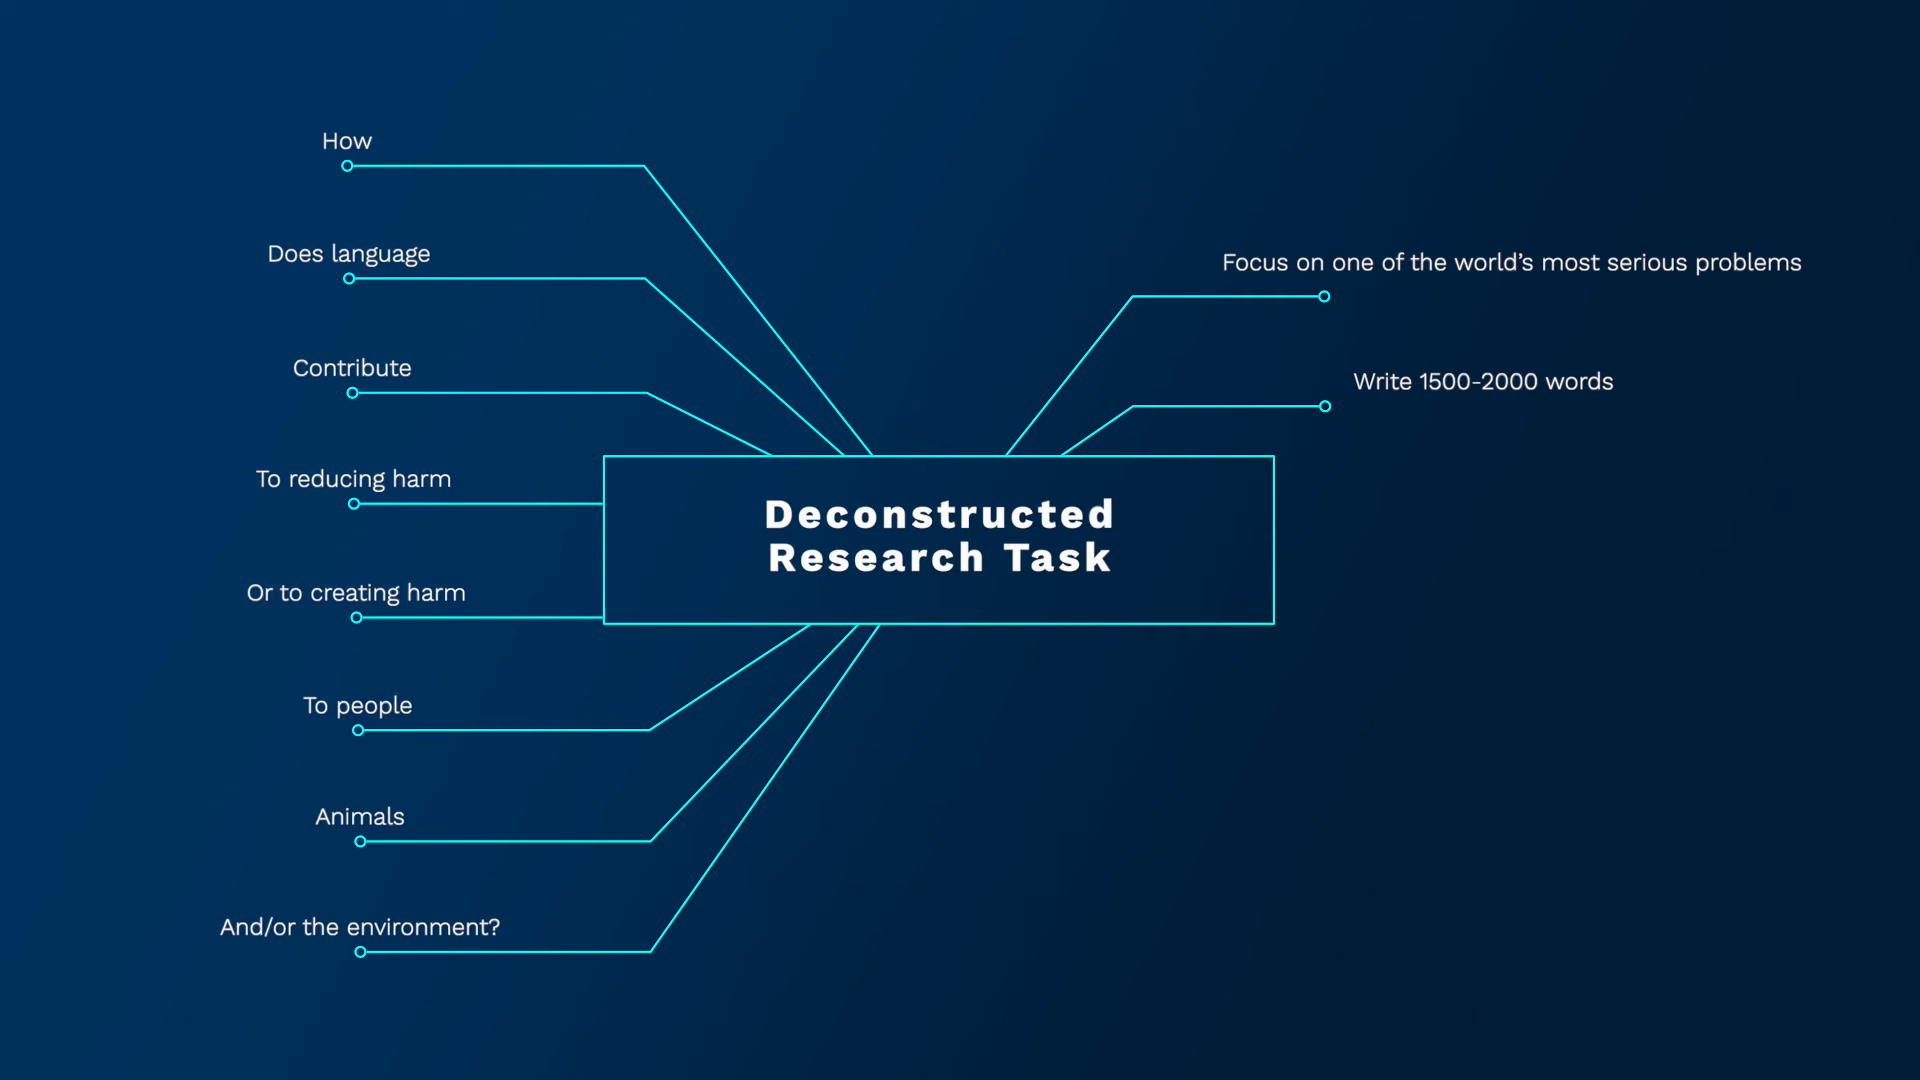 How
Does language
Contribute
To reducing harm
Or to creating harm
To people
Animals
And/or the environment?
Deconstructed
Research Task
Focus on one of the world’s most serious problems
Write 1500-2000 words